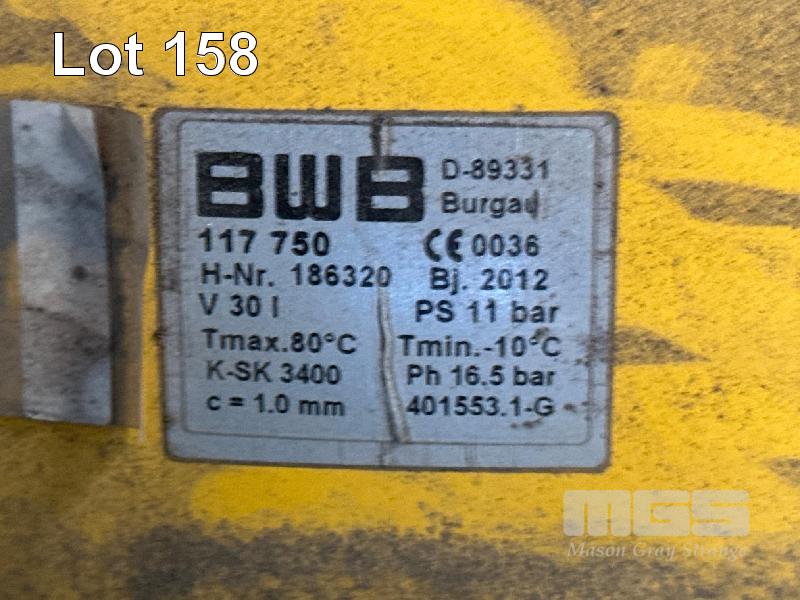 Lot 158
BWB D-89331
Burgau
117 750 CE 0036
H-Nr. 186320 Bj. 2012
V 30 l PS 11 bar
Tmax.80°C Tmin.-10°C
K-SK 3400 Ph 16.5 bar
c = 1.0 mm 401553.1-G
MGS
Mason Gray Strange